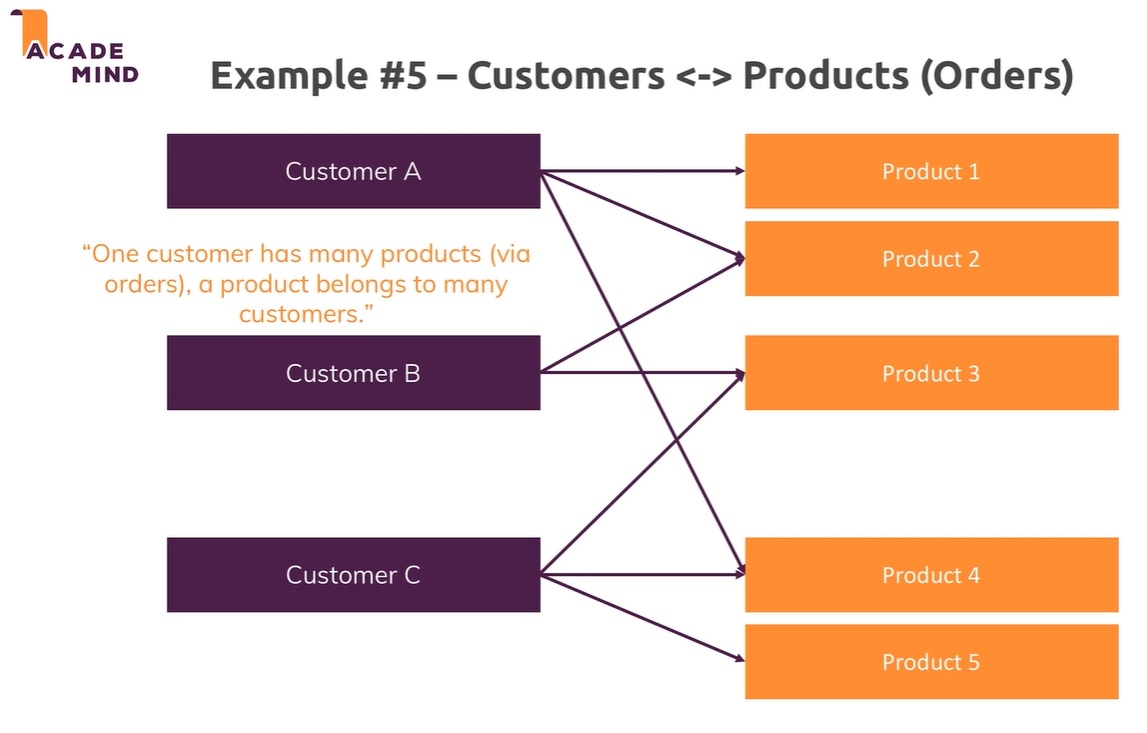 ACADE
MIND
Example #5 – Customers <-> Products (Orders)
Customer A
Product 1
Product 2
“One customer has many products (via
orders), a product belongs to many
customers.”
Customer B
Product 3
Customer C
Product 4
Product 5